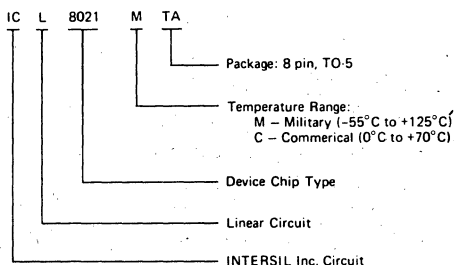 IC L 8021 M TA
Package: 8 pin, TO-5
Temperature Range:
M – Military (-55°C to +125°C)
C – Commerical (0°C to +70°C)
Device Chip Type
Linear Circuit
INTERSIL Inc. Circuit